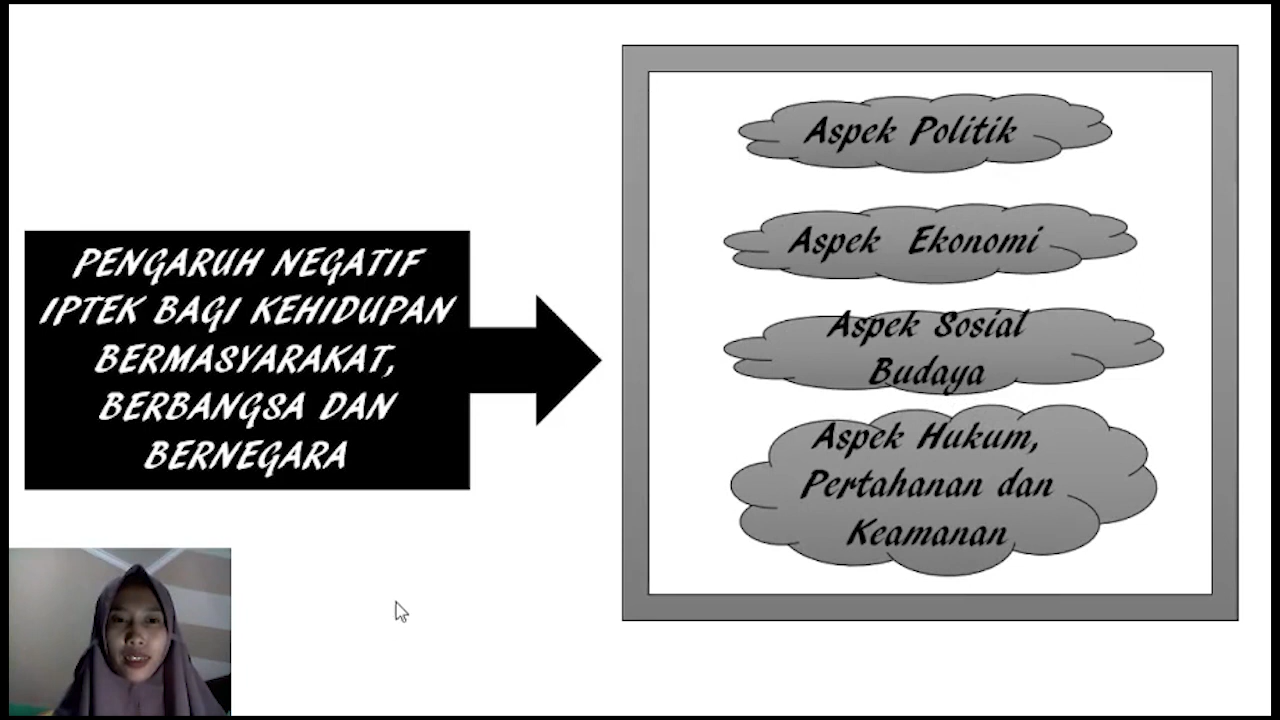 PENGARUH NEGATIF
IPTEK BAGI KEHIDUPAN
BERMASYARAKAT,
BERBANGSA DAN
BERNEGARA
Aspek Politik
Aspek Ekonomi
Aspek Sosial
Budaya
Aspek Hukum,
Pertahanan dan
Keamanan